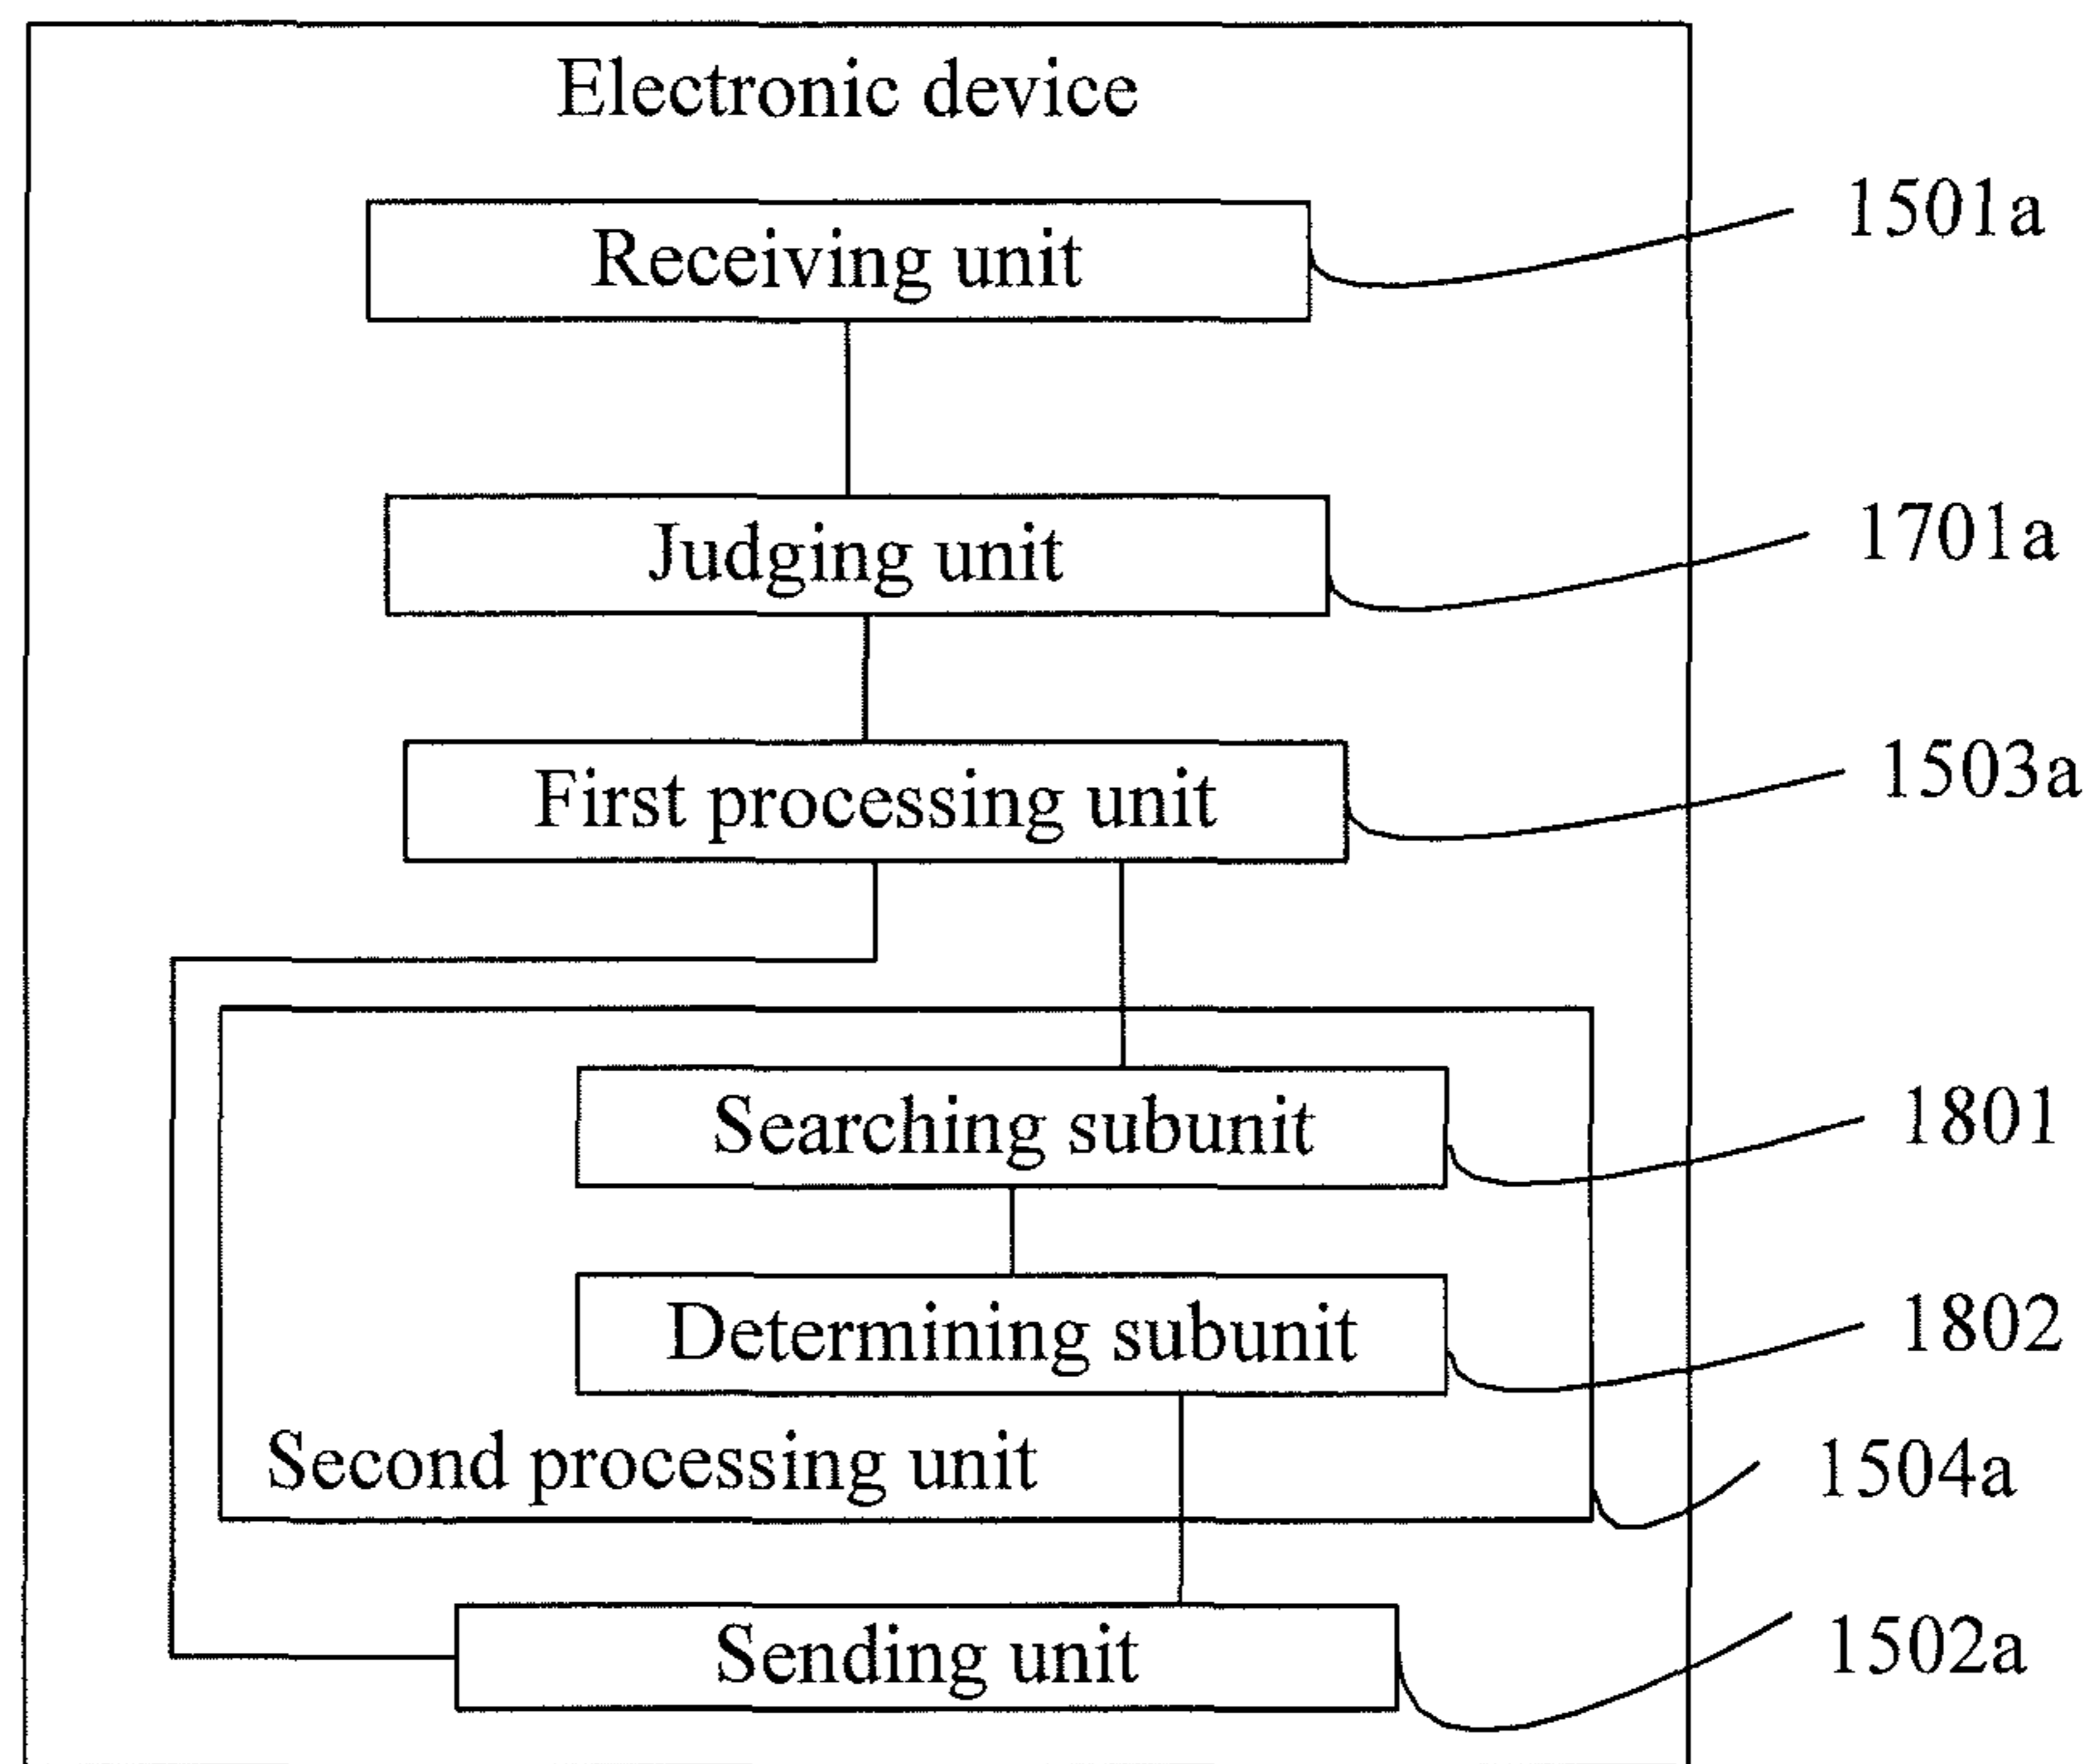 Electronic device
Receiving unit
1501a
Judging unit
1701a
First processing unit
1503a
Searching subunit
1801
Determining subunit
1802
Second processing unit
1504a
Sending unit
1502a